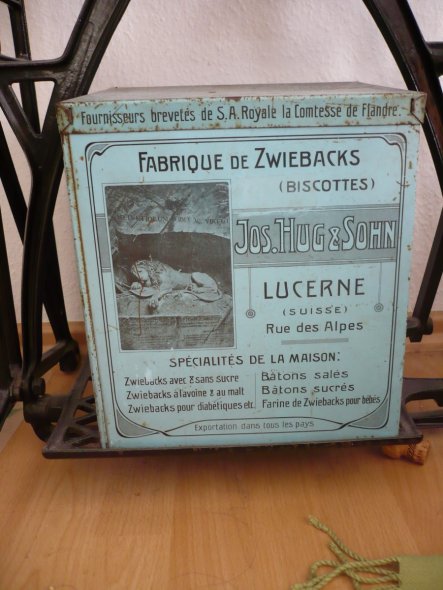 Fournisseurs brevetés de S.A. Royale la Comtesse de Flandre.
FABRIQUE DE ZWIEBACKS
(BISCOTTES)
JOS. HUG & SOHN
LUCERNE
(SUISSE)
Rue des Alpes
SPÉCIALITÉS DE LA MAISON:
Zwiebacks avec & sans sucre
Zwiebacks à lavoine & au malt
Zwiebacks pour diabétiques etc.
Bâtons salés
Bâtons sucrés
Farine de Zwiebacks pour bébés
Exportation dans tous les pays